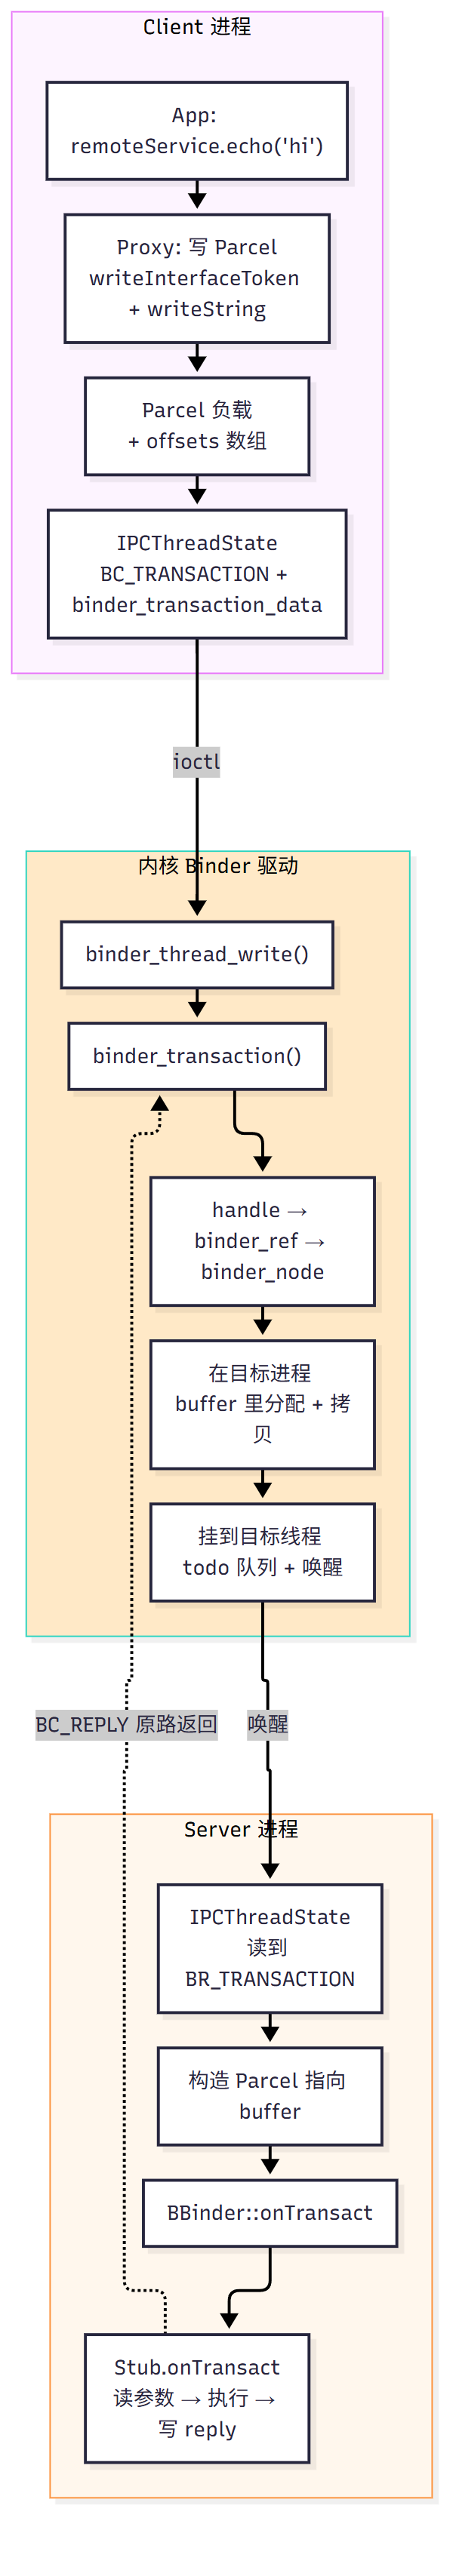 Client 进程
App:
remoteService.echo('hi')
Proxy: 写 Parcel
writeInterfaceToken
+ writeString
Parcel 负载
+ offsets 数组
IPCThreadState
BC_TRANSACTION +
binder_transaction_data
ioctl
内核 Binder 驱动
binder_thread_write()
binder_transaction()
handle →
binder_ref →
binder_node
在目标进程
buffer 里分配 + 拷
贝
挂到目标线程
todo 队列 + 唤醒
BC_REPLY 原路返回
唤醒
Server 进程
IPCThreadState
读到
BR_TRANSACTION
构造 Parcel 指向
buffer
BBinder::onTransact
Stub.onTransact
读参数 → 执行 →
写 reply